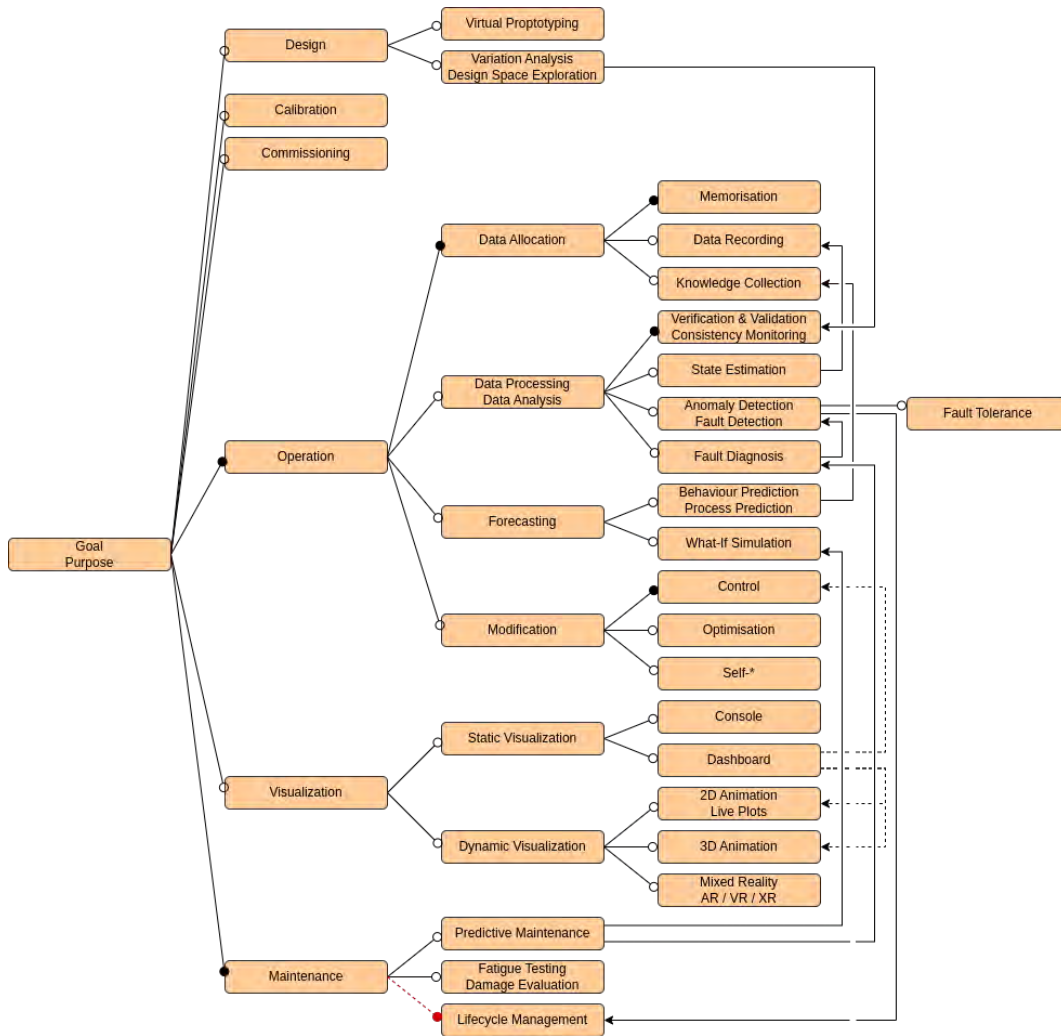 Virtual Proptotyping
Design
Variation Analysis
Design Space Exploration
Calibration
Commissioning
Memorisation
Data Allocation
Data Recording
Knowledge Collection
Verification & Validation
Consistency Monitoring
State Estimation
Data Processing
Data Analysis
Anomaly Detection
Fault Detection
Fault Tolerance
Fault Diagnosis
Operation
Behaviour Prediction
Process Prediction
Forecasting
What-If Simulation
Goal
Purpose
Control
Modification
Optimisation
Self-*
Console
Static Visualization
Dashboard
Visualization
2D Animation
Live Plots
Dynamic Visualization
3D Animation
Mixed Reality
AR / VR / XR
Predictive Maintenance
Maintenance
Fatigue Testing
Damage Evaluation
Lifecycle Management